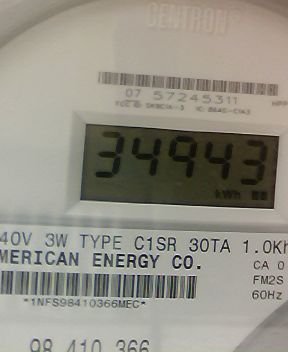 CENTRON®
07 57245311
34943
kWh
40V 3W TYPE C1SR 30TA 1.0Kh
MERICAN ENERGY CO.
CA 0
FM2S
60Hz
*1NFS98410366MEC*
98 410 366